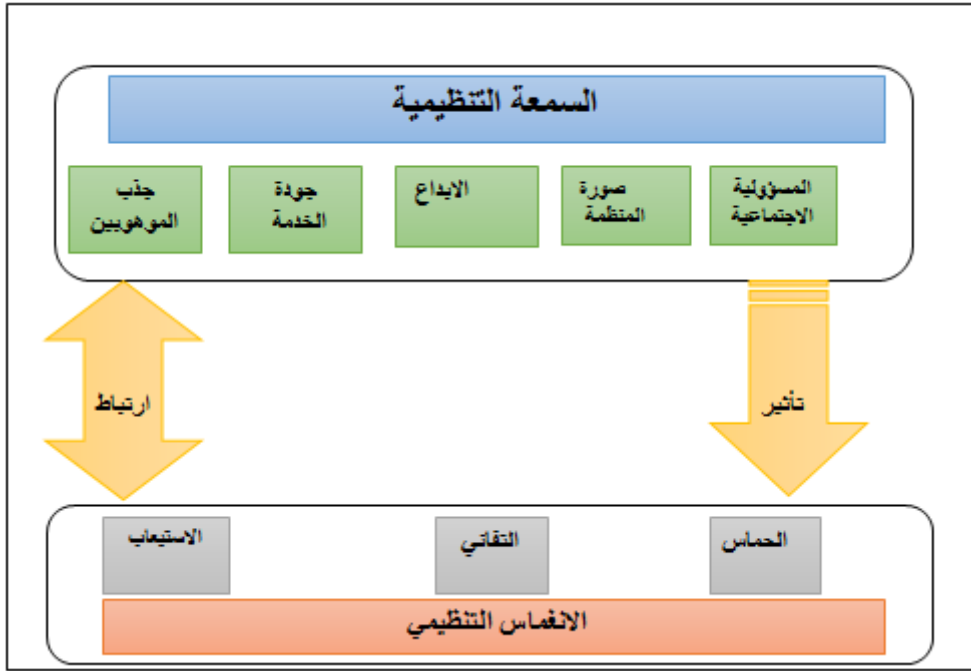 السمعة التنظيمية
المسؤولية
الاجتماعية
صورة
المنظمة
الابداع
جودة
الخدمة
جذب
الموهوبين
تأثير
ارتباط
الحماس
التفاني
الاستيعاب
الانغماس التنظيمي